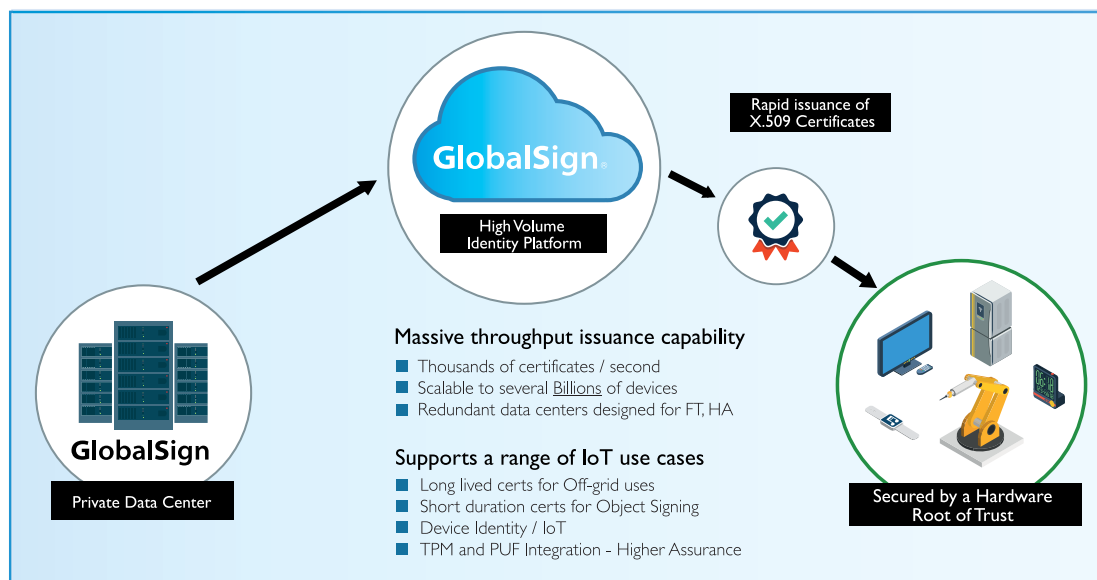 GlobalSign®
High Volume
Identity Platform
Rapid issuance of
X.509 Certificates
GlobalSign
Private Data Center
Massive throughput issuance capability
Thousands of certificates / second
Scalable to several Billions of devices
Redundant data centers designed for FT, HA
Supports a range of IoT use cases
Long lived certs for Off-grid uses
Short duration certs for Object Signing
Device Identity / IoT
TPM and PUF Integration - Higher Assurance
06:18
Secured by a Hardware
Root of Trust